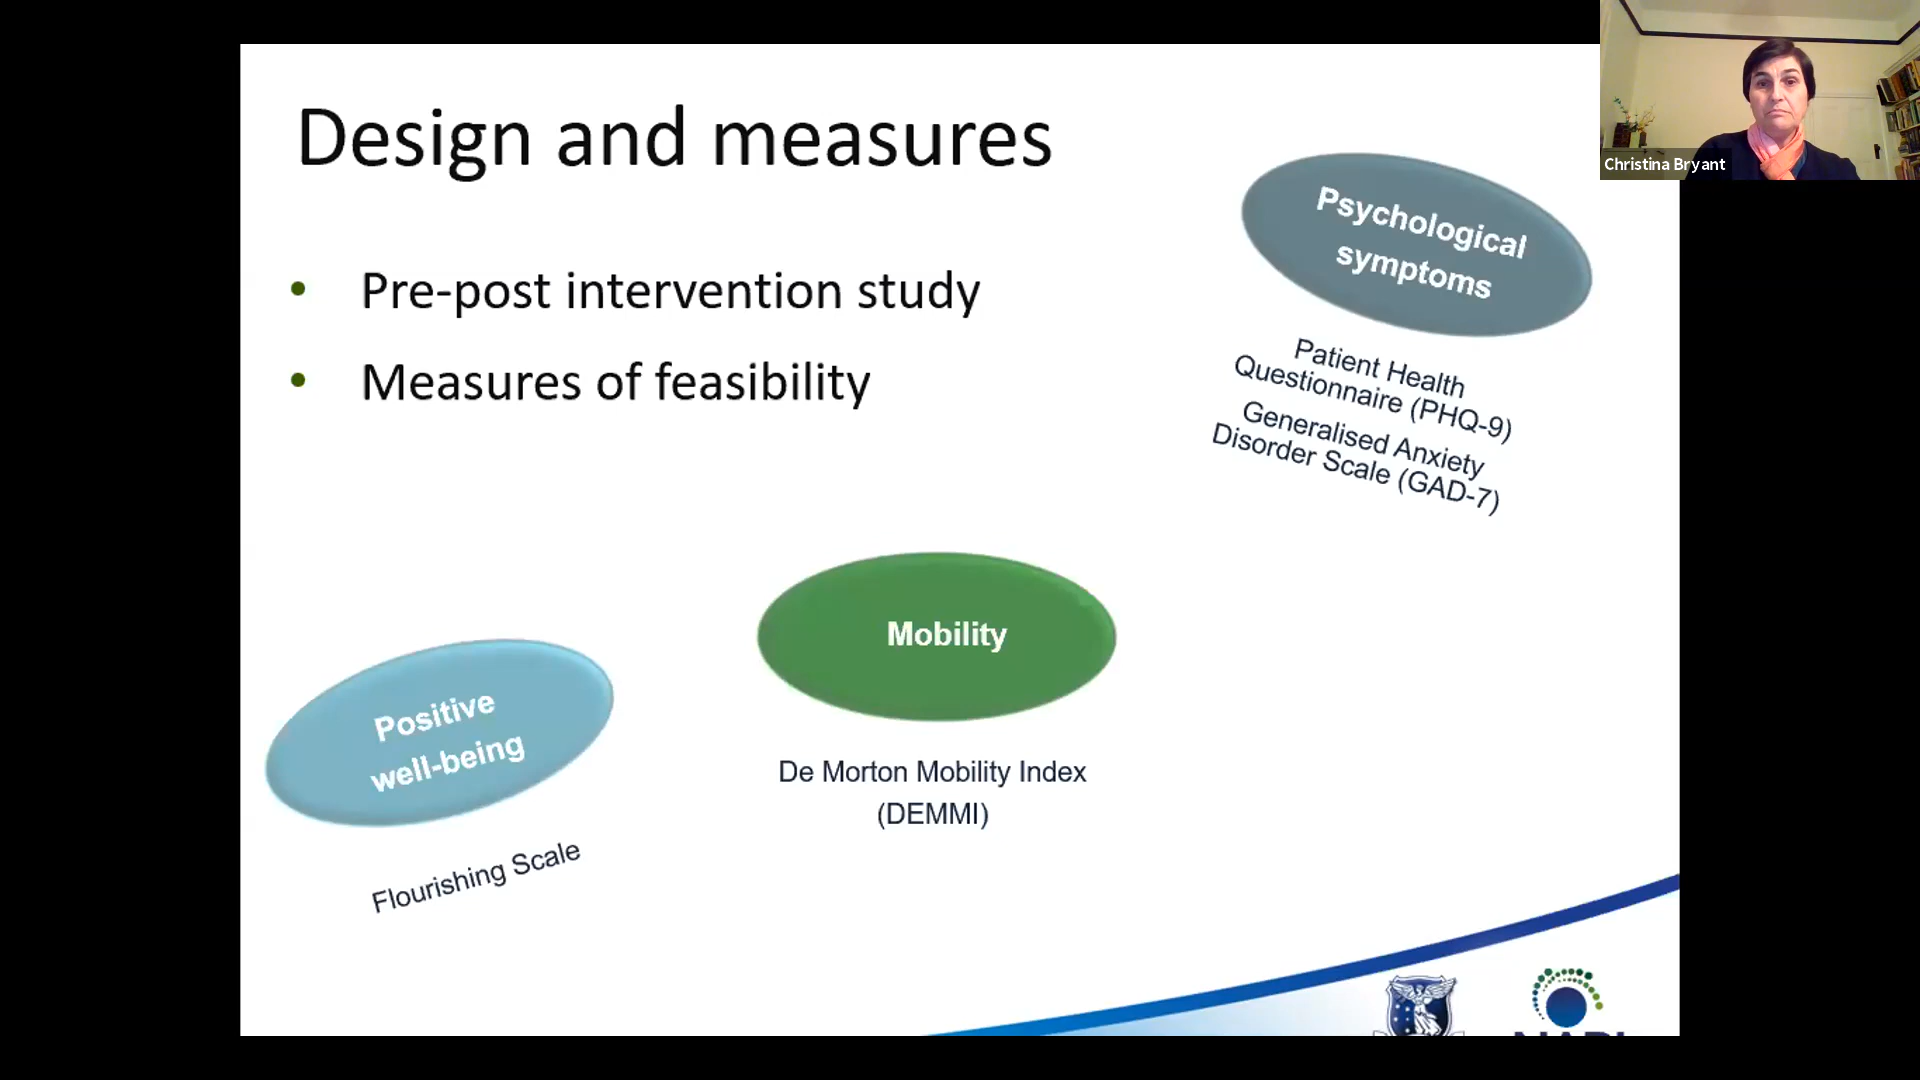 Design and measures
Christina Bryant
• Pre-post intervention study
• Measures of feasibility
Psychological
symptoms
Patient Health
Questionnaire (PHQ-9)
Generalised Anxiety
Disorder Scale (GAD-7)
Mobility
De Morton Mobility Index
(DEMMI)
Positive
well-being
Flourishing Scale